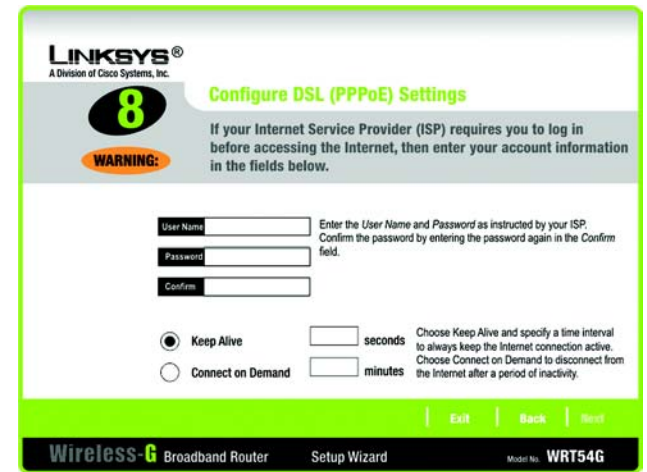 LINKSYS®
A Division of Cisco Systems, Inc.
8
WARNING:
Configure DSL (PPPoE) Settings
If your Internet Service Provider (ISP) requires you to log in
before accessing the Internet, then enter your account information
in the fields below.
User Name
Password
Confirm
Enter the User Name and Password as instructed by your ISP.
Confirm the password by entering the password again in the Confirm
field.
Keep Alive
seconds
Choose Keep Alive and specify a time interval
to always keep the Internet connection active.
Connect on Demand
minutes
Choose Connect on Demand to disconnect from
the Internet after a period of inactivity.
Exit
Back
Next
Wireless-G Broadband Router
Setup Wizard
Model No. WRT54G